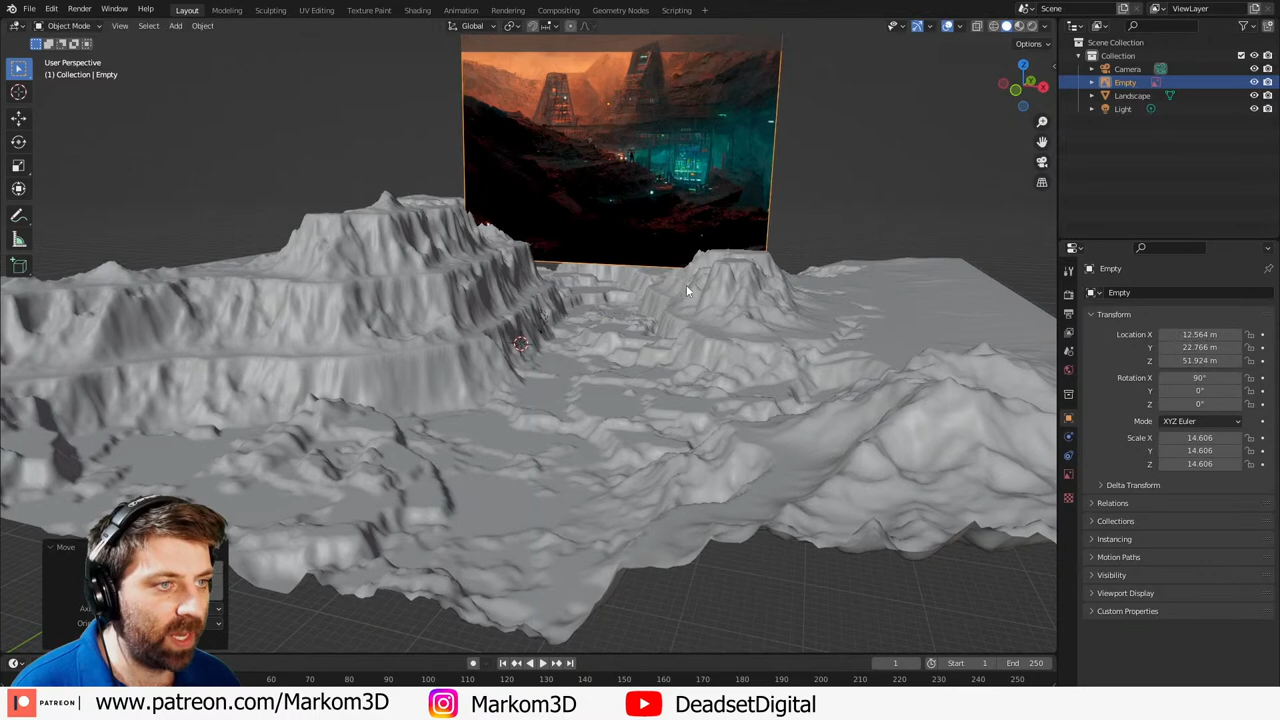 File Edit Render Window Help Layout Modeling Sculpting UV Editing Texture Paint Shading Animation Rendering Compositing Geometry Nodes Scripting + Scene ViewLayer
Object Mode View Select Add Object Global
Options
User Perspective
(1) Collection | Empty
Z
Y
X
Scene Collection
Collection
Camera
Empty
Landscape
Light
Empty
Empty
Transform
Location X 12.564 m
Y 22.766 m
Z 51.924 m
Rotation X 90°
Y 0°
Z 0°
Mode XYZ Euler
Scale X 14.606
Y 14.606
Z 14.606
Delta Transform
Relations
Collections
Instancing
Motion Paths
Visibility
Viewport Display
Custom Properties
Move
1 Start 1 End 250
60 70 80 90 100 110 120 130 140 150 160 170 180 190 200 210 220 230 240 250
PATREON www.patreon.com/Markom3D Markom3D DeadsetDigital